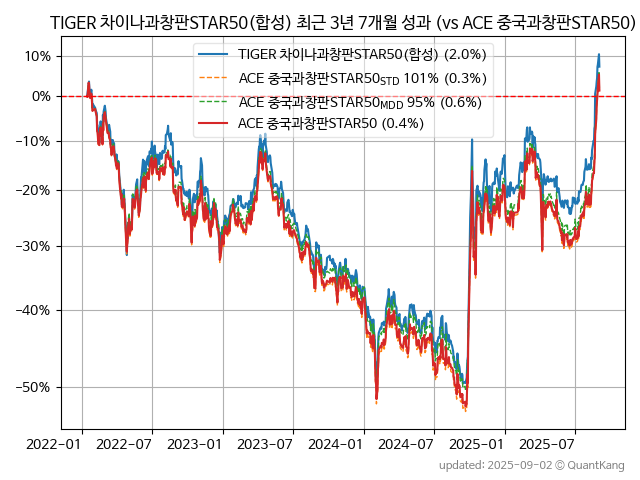 TIGER 차이나과창판STAR50(합성) 최근 3년 7개월 성과 (vs ACE 중국과창판STAR50)
TIGER 차이나과창판STAR50(합성) (2.0%)
ACE 중국과창판STAR50STD 101% (0.3%)
ACE 중국과창판STAR50MDD 95% (0.6%)
ACE 중국과창판STAR50 (0.4%)
10%
0%
−10%
−20%
−30%
−40%
−50%
2022-01 2022-07 2023-01 2023-07 2024-01 2024-07 2025-01 2025-07
updated: 2025-09-02 © QuantKang